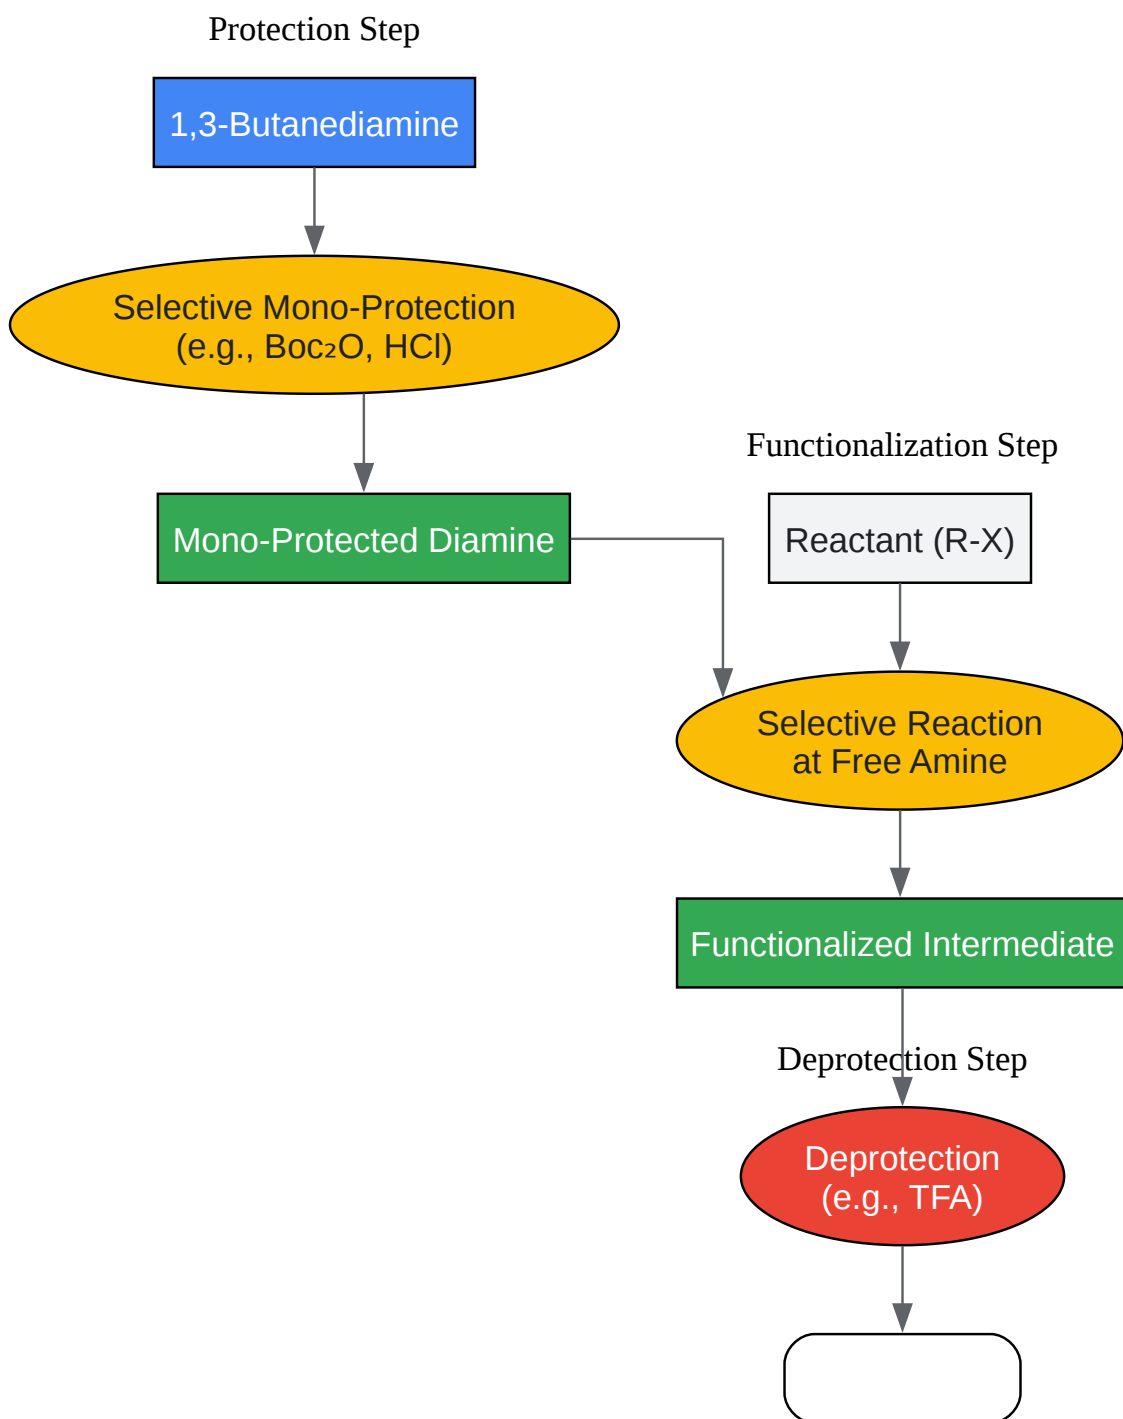 Protection Step
1,3-Butanediamine
Selective Mono-Protection
(e.g., Boc₂O, HCl)
Mono-Protected Diamine
Functionalization Step
Reactant (R-X)
Selective Reaction
at Free Amine
Functionalized Intermediate
Deprotection Step
Deprotection
(e.g., TFA)